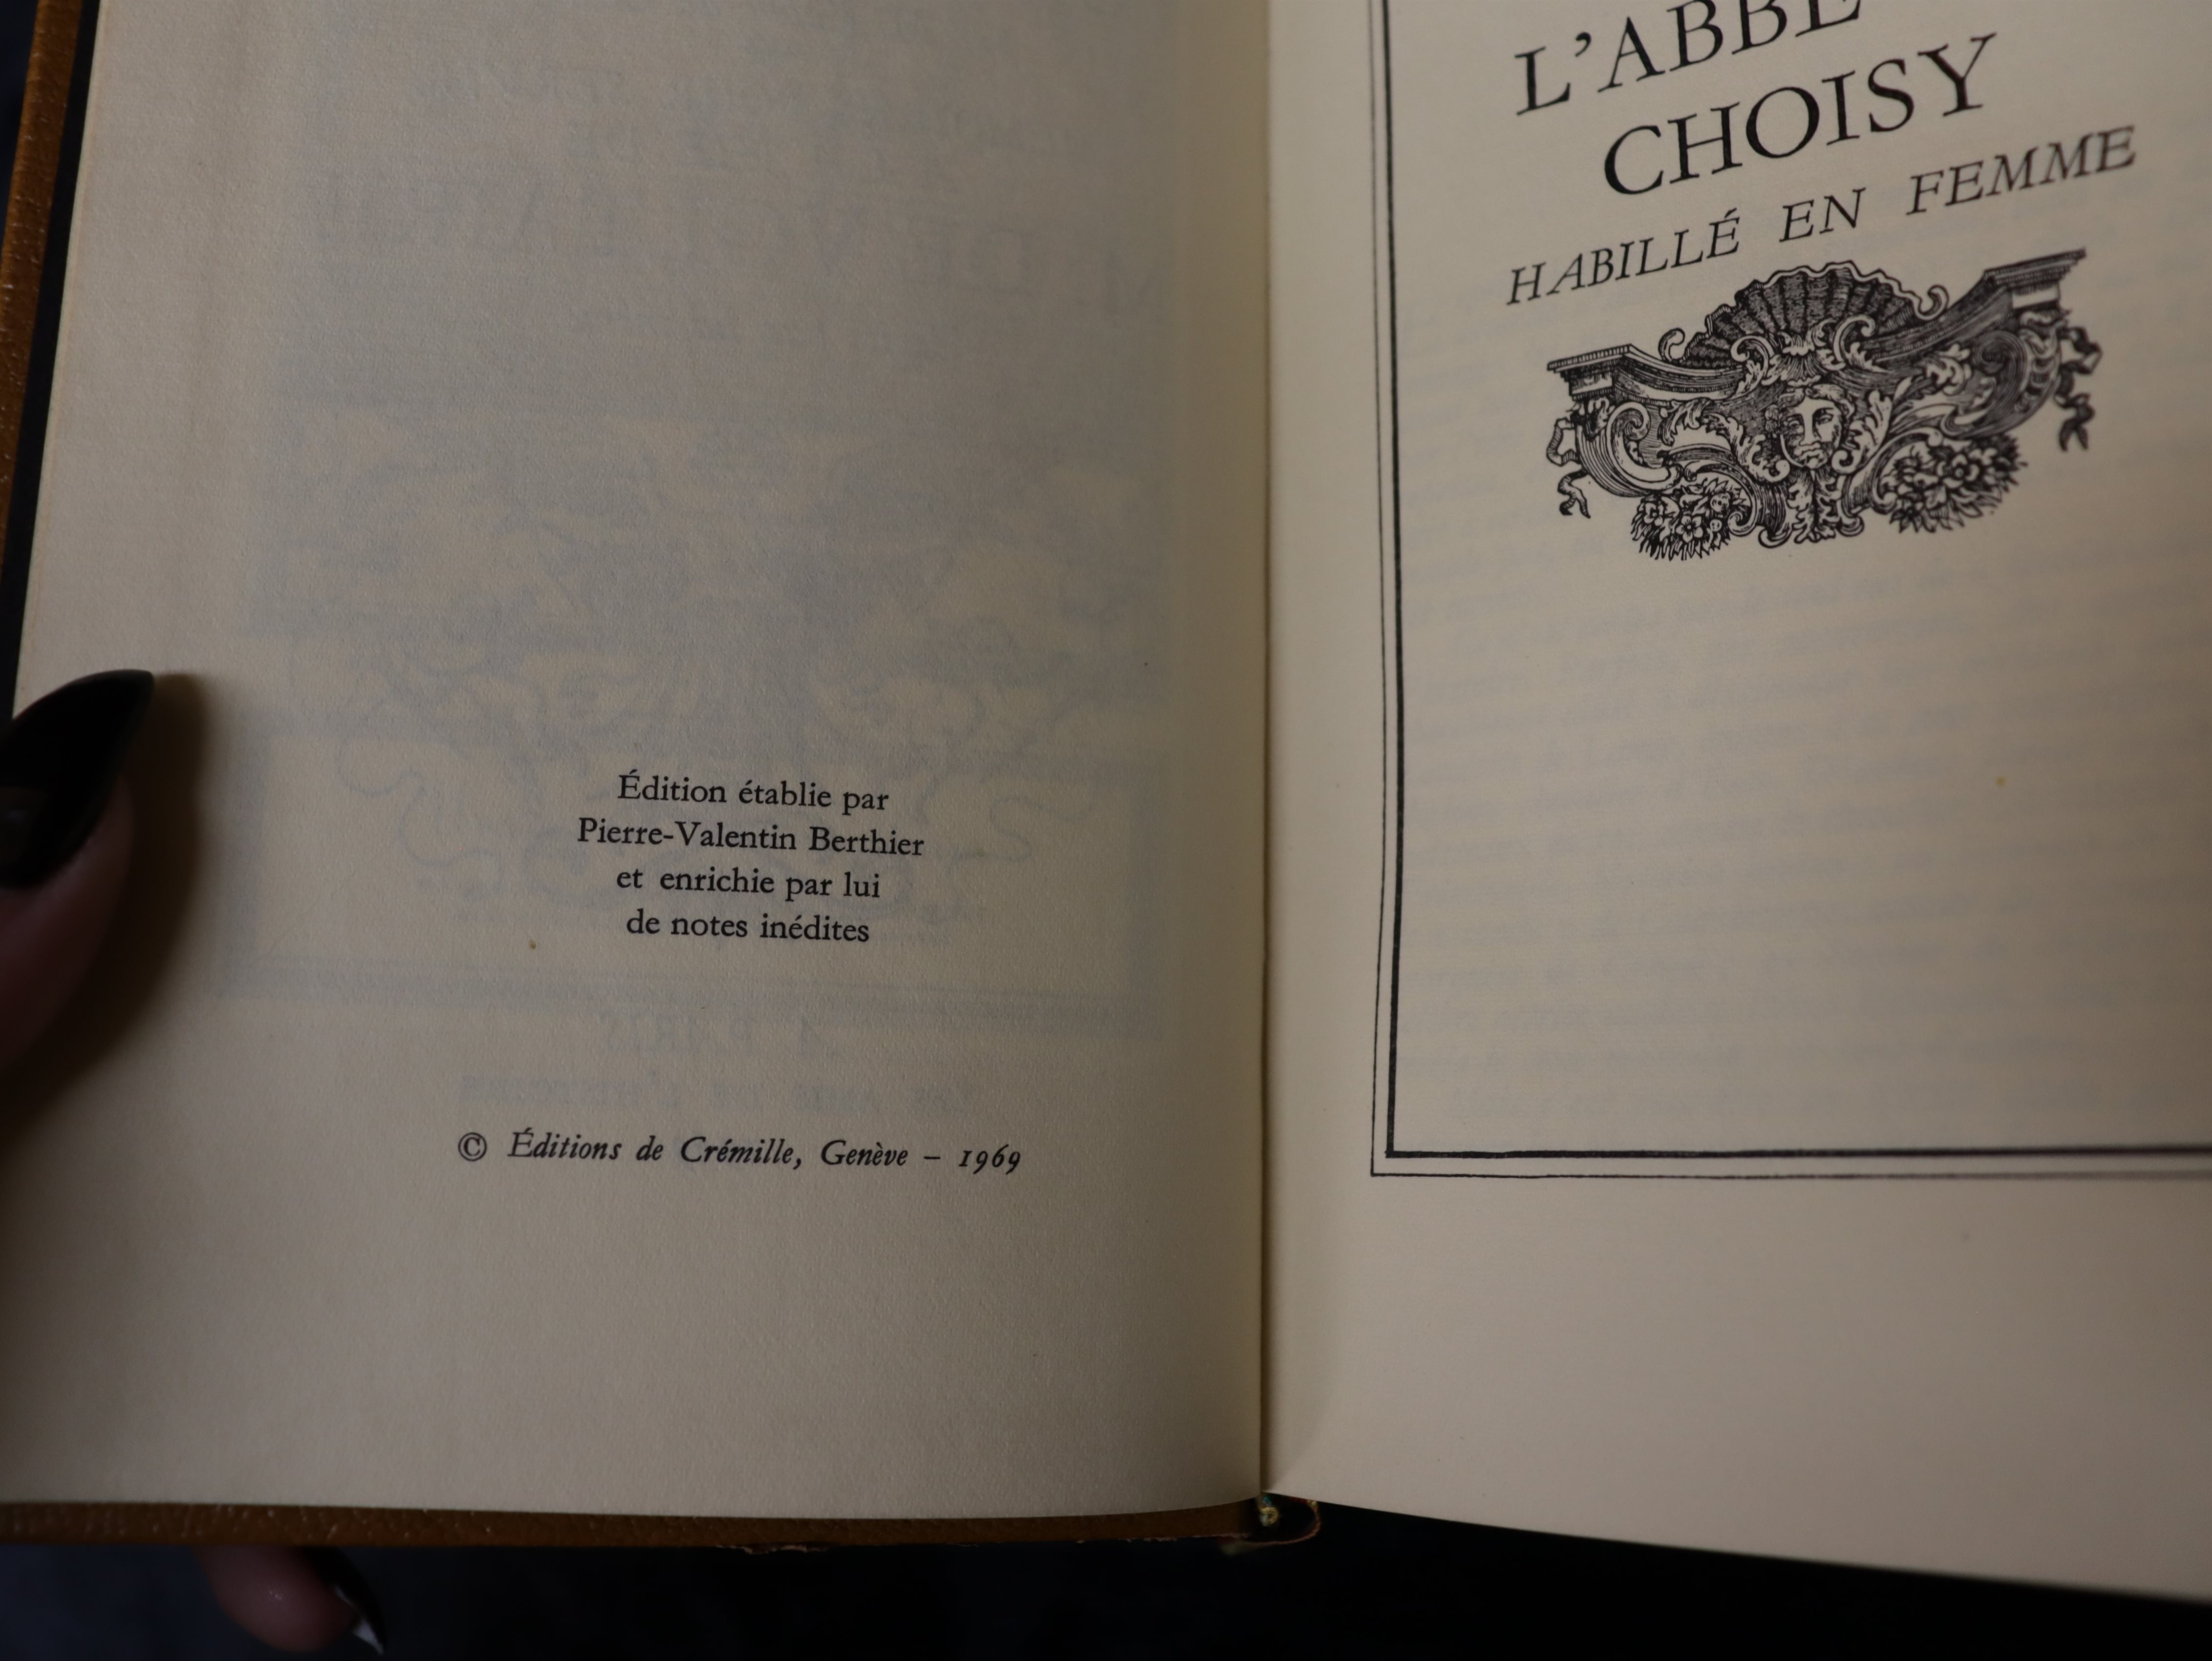 Édition établie par
Pierre-Valentin Berthier
et enrichie par lui
de notes inédites
© Éditions de Crémille, Genève – 1969
L'ABBÉ
CHOISY
HABILLÉ EN FEMME